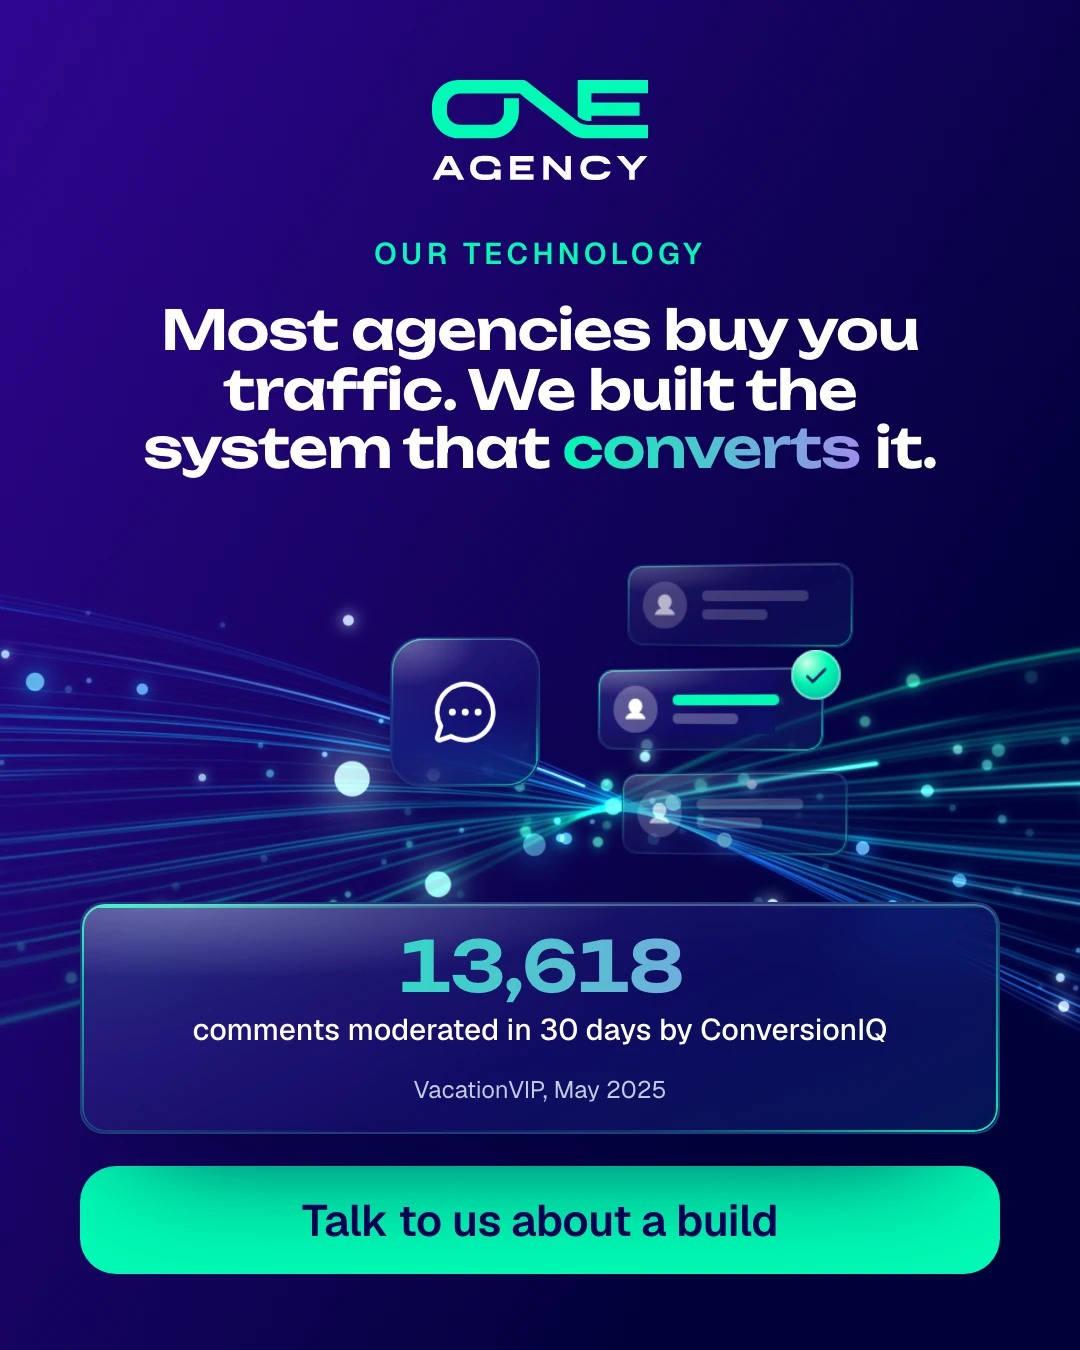 ONE
AGENCY
OUR TECHNOLOGY
Most agencies buy you
traffic. We built the
system that converts it.
13,618
comments moderated in 30 days by ConversionIQ
VacationVIP, May 2025
Talk to us about a build